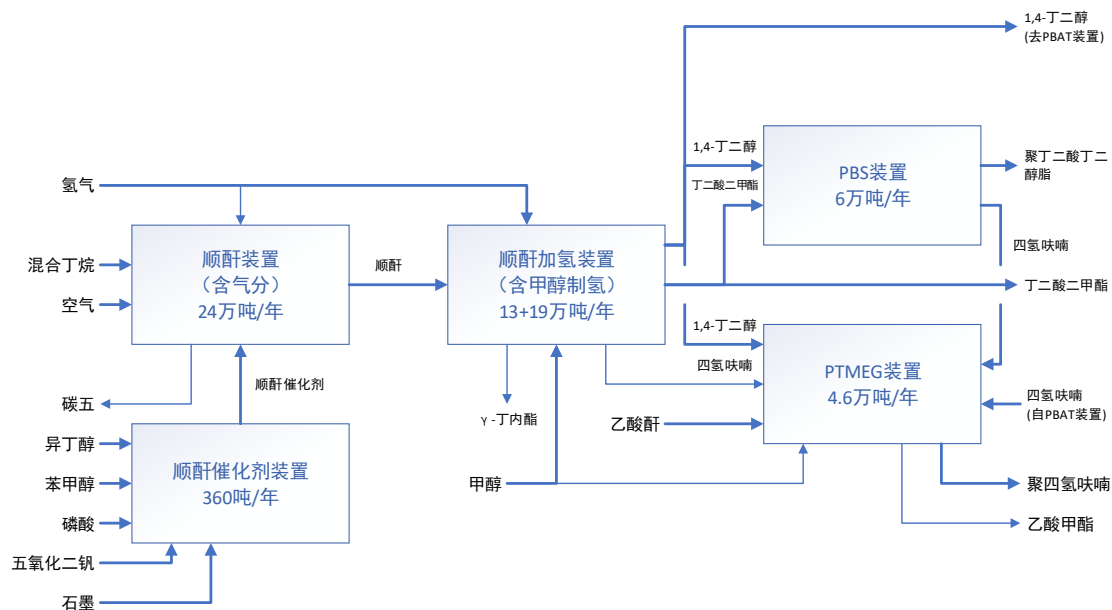 1,4-丁二醇
(去PBAT装置)
1,4-丁二醇
丁二酸二甲酯
PBS装置
6万吨/年
聚丁二酸丁二
醇脂
氢气
四氢呋喃
混合丁烷
空气
顺酐装置
（含气分）
24万吨/年
顺酐
顺酐加氢装置
（含甲醇制氢）
13+19万吨/年
丁二酸二甲酯
1,4-丁二醇
四氢呋喃
PTMEG装置
4.6万吨/年
顺酐催化剂
碳五
γ-丁内酯
乙酸酐
四氢呋喃
(自PBAT装置)
异丁醇
苯甲醇
磷酸
顺酐催化剂装置
360吨/年
甲醇
聚四氢呋喃
乙酸甲酯
五氧化二钒
石墨